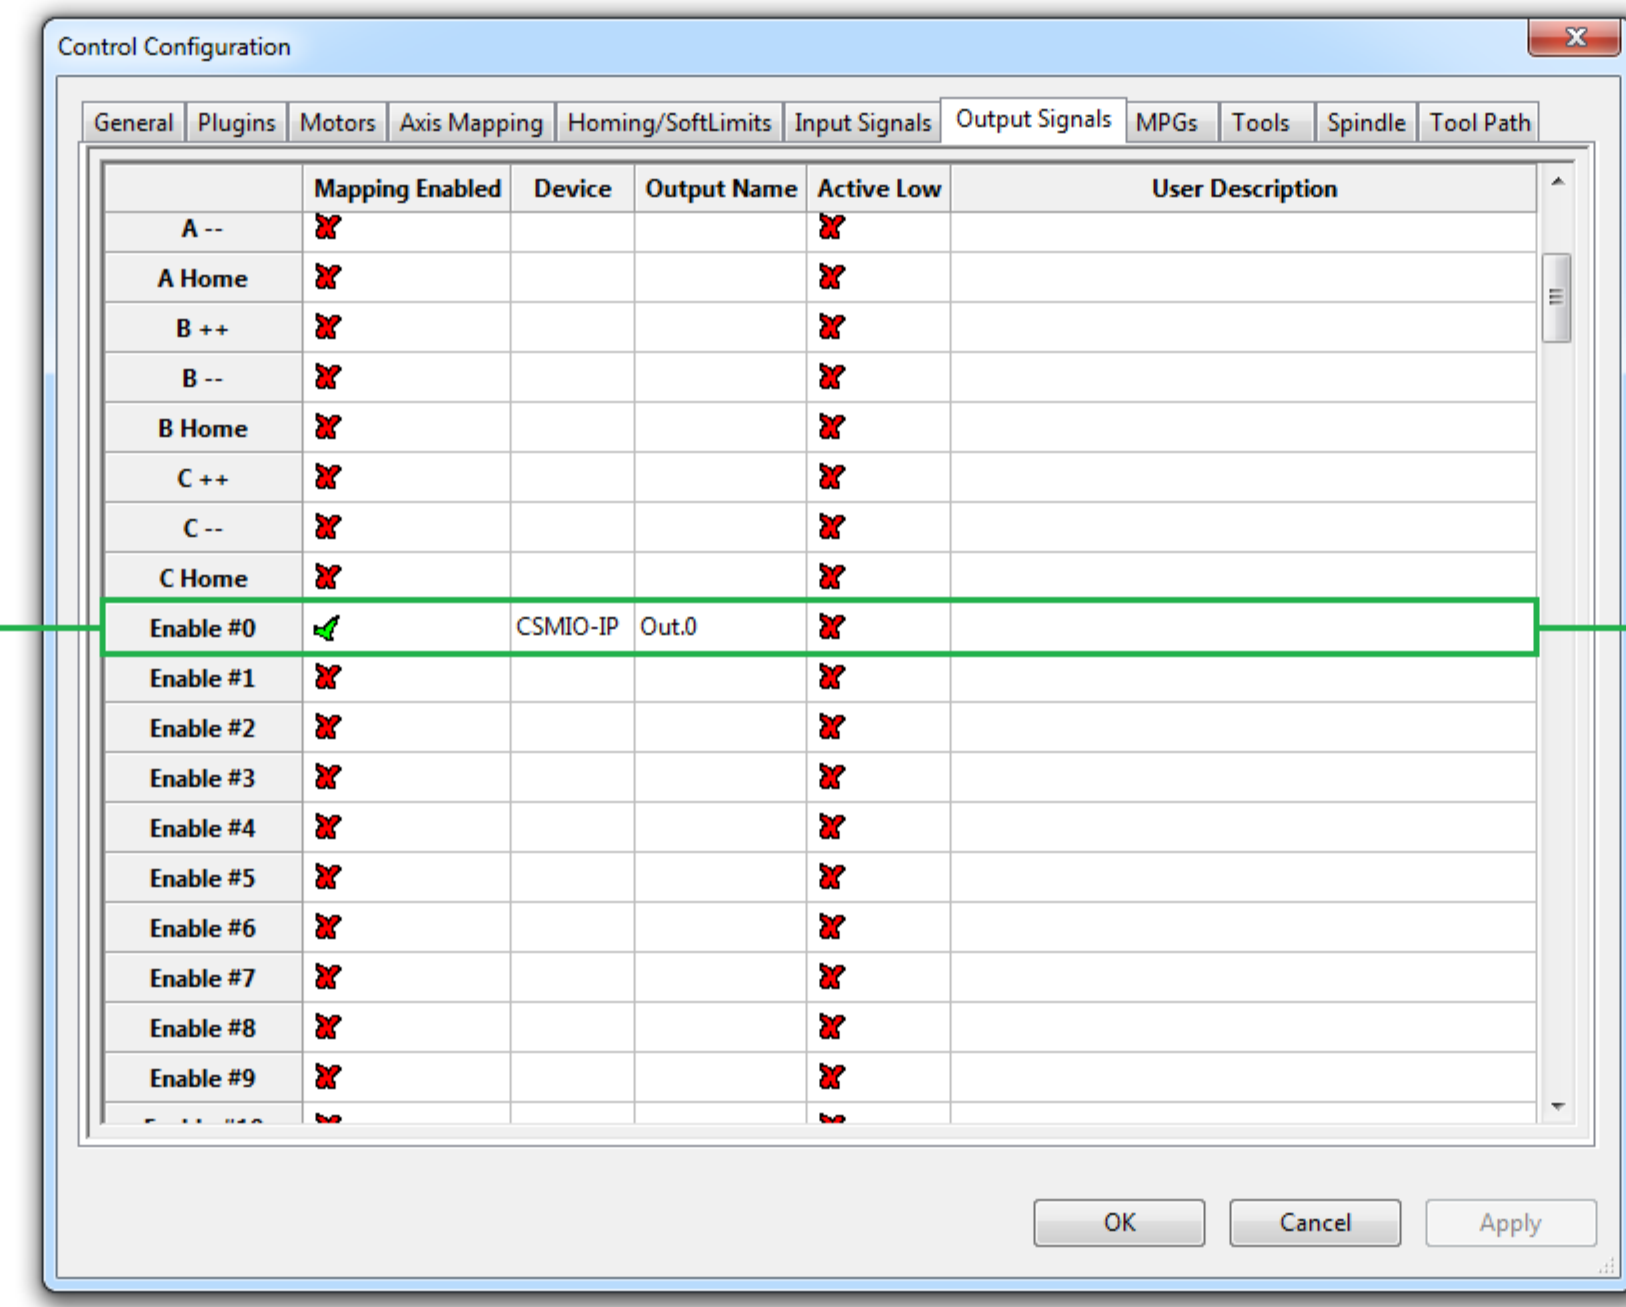 Control Configuration
General Plugins Motors Axis Mapping Homing/SoftLimits Input Signals Output Signals MPGs Tools Spindle Tool Path
Mapping Enabled Device Output Name Active Low User Description
A --
A Home
B ++
B --
B Home
C ++
C --
C Home
Enable #0 CSMIO-IP Out.0
Enable #1
Enable #2
Enable #3
Enable #4
Enable #5
Enable #6
Enable #7
Enable #8
Enable #9
OK Cancel Apply